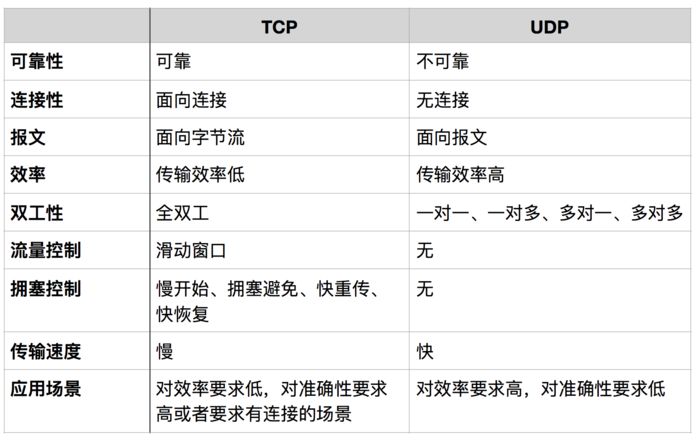 TCP UDP
可靠性 可靠 不可靠
连接性 面向连接 无连接
报文 面向字节流 面向报文
效率 传输效率低 传输效率高
双工性 全双工 一对一、一对多、多对一、多对多
流量控制 滑动窗口 无
拥塞控制 慢开始、拥塞避免、快重传、 无
快恢复
传输速度 慢 快
应用场景 对效率要求低，对准确性要求 对效率要求高，对准确性要求低
高或者要求有连接的场景